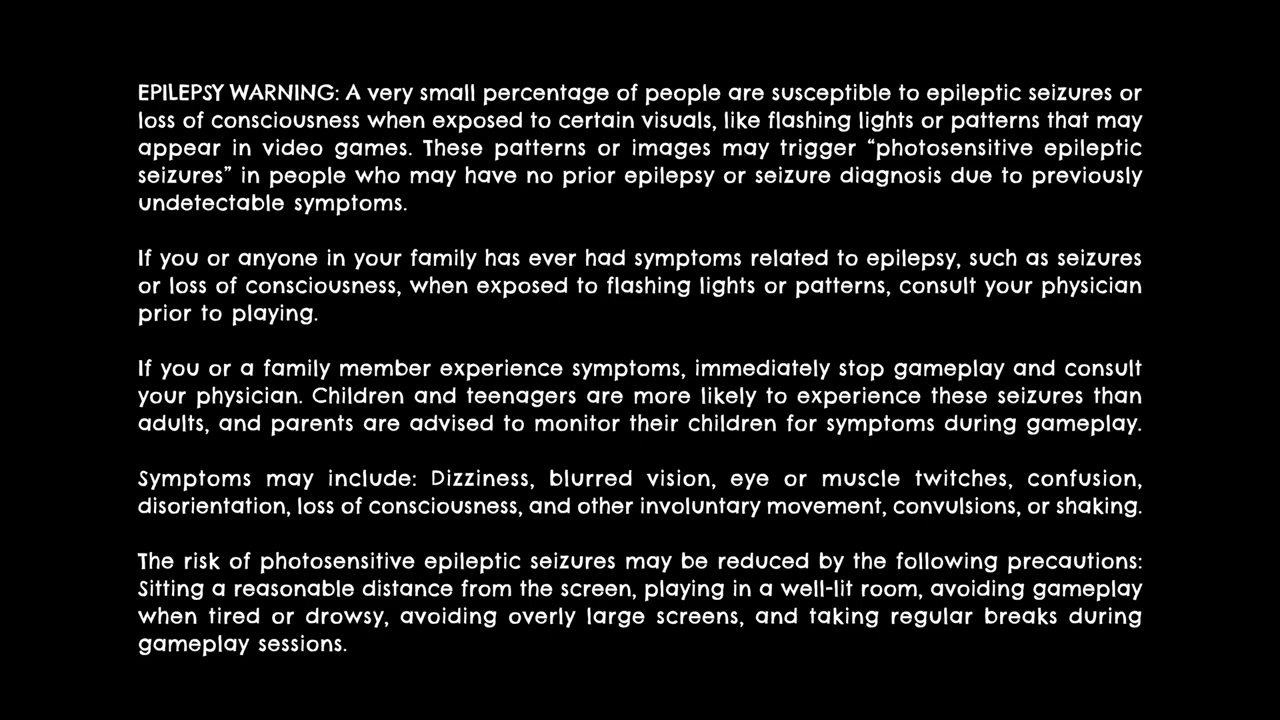 EPILEPSY WARNING: A very small percentage of people are susceptible to epileptic seizures or
loss of consciousness when exposed to certain visuals, like flashing lights or patterns that may
appear in video games. These patterns or images may trigger “photosensitive epileptic
seizures” in people who may have no prior epilepsy or seizure diagnosis due to previously
undetectable symptoms.
If you or anyone in your family has ever had symptoms related to epilepsy, such as seizures
or loss of consciousness, when exposed to flashing lights or patterns, consult your physician
prior to playing.
If you or a family member experience symptoms, immediately stop gameplay and consult
your physician. Children and teenagers are more likely to experience these seizures than
adults, and parents are advised to monitor their children for symptoms during gameplay.
Symptoms may include: Dizziness, blurred vision, eye or muscle twitches, confusion,
disorientation, loss of consciousness, and other involuntary movement, convulsions, or shaking.
The risk of photosensitive epileptic seizures may be reduced by the following precautions:
Sitting a reasonable distance from the screen, playing in a well-lit room, avoiding gameplay
when tired or drowsy, avoiding overly large screens, and taking regular breaks during
gameplay sessions.